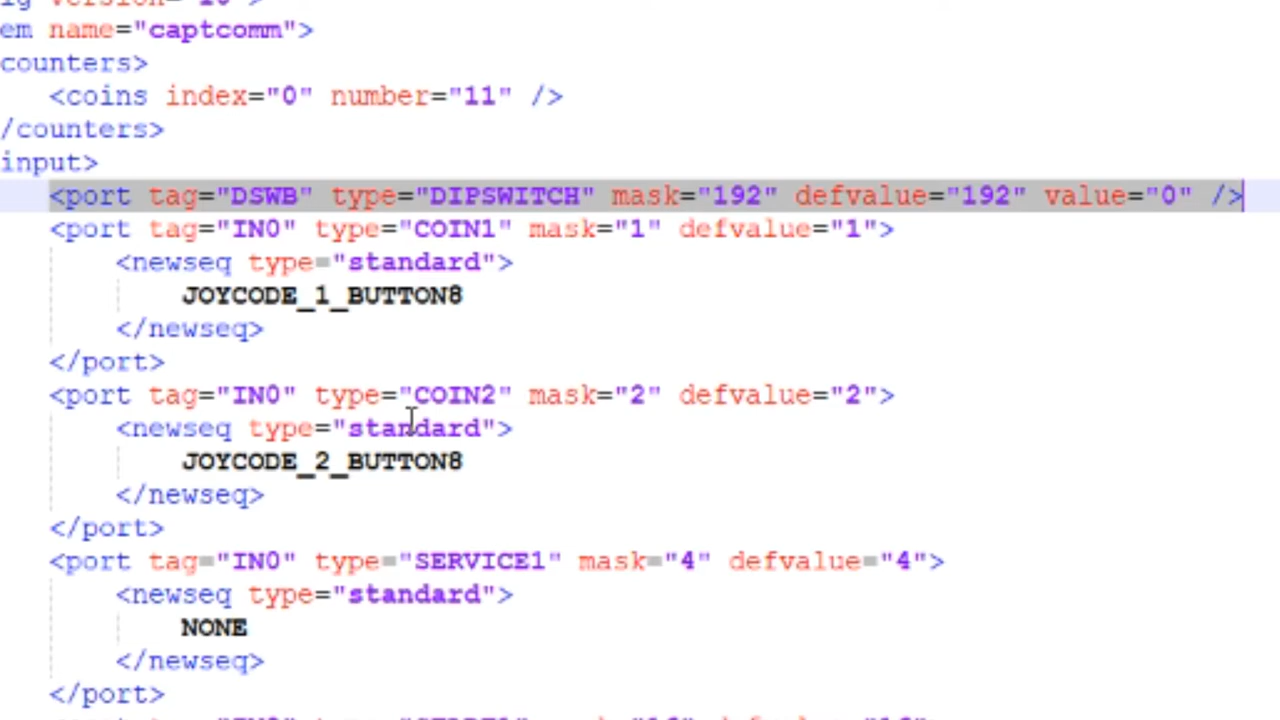 em name="captcomm">
counters>
<coins index="0" number="11" />
/counters>
input>
<port tag="DSWB" type="DIPSWITCH" mask="192" defvalue="192" value="0" />
<port tag="IN0" type="COIN1" mask="1" defvalue="1">
<newseq type="standard">
JOYCODE_1_BUTTON8
</newseq>
</port>
<port tag="IN0" type="COIN2" mask="2" defvalue="2">
<newseq type="standard">
JOYCODE_2_BUTTON8
</newseq>
</port>
<port tag="IN0" type="SERVICE1" mask="4" defvalue="4">
<newseq type="standard">
NONE
</newseq>
</port>